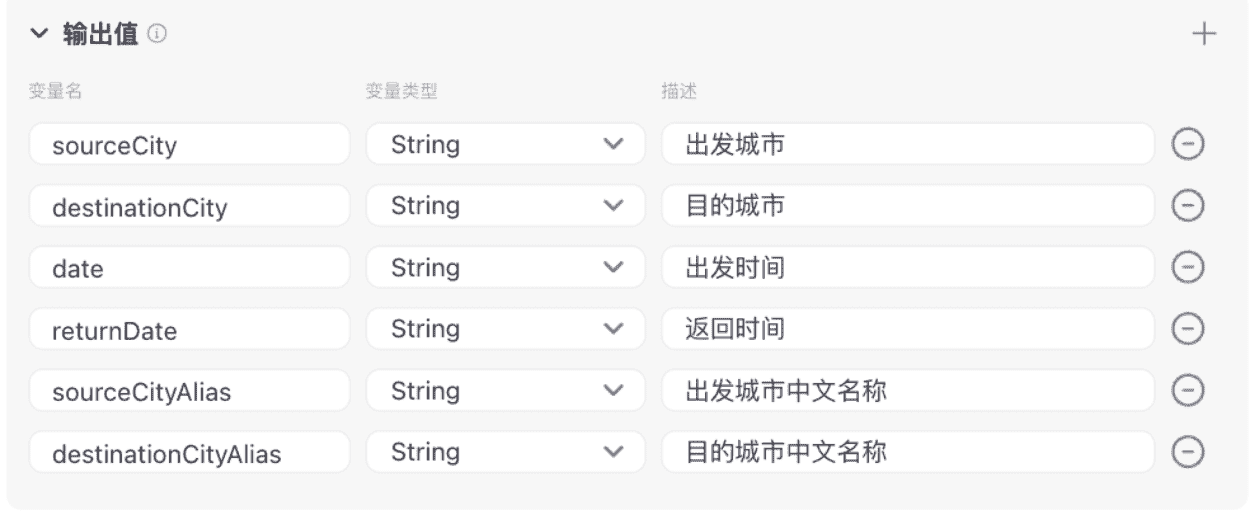 输出值
变量名 变量类型 描述
sourceCity String 出发城市
destinationCity String 目的城市
date String 出发时间
returnDate String 返回时间
sourceCityAlias String 出发城市中文名称
destinationCityAlias String 目的城市中文名称